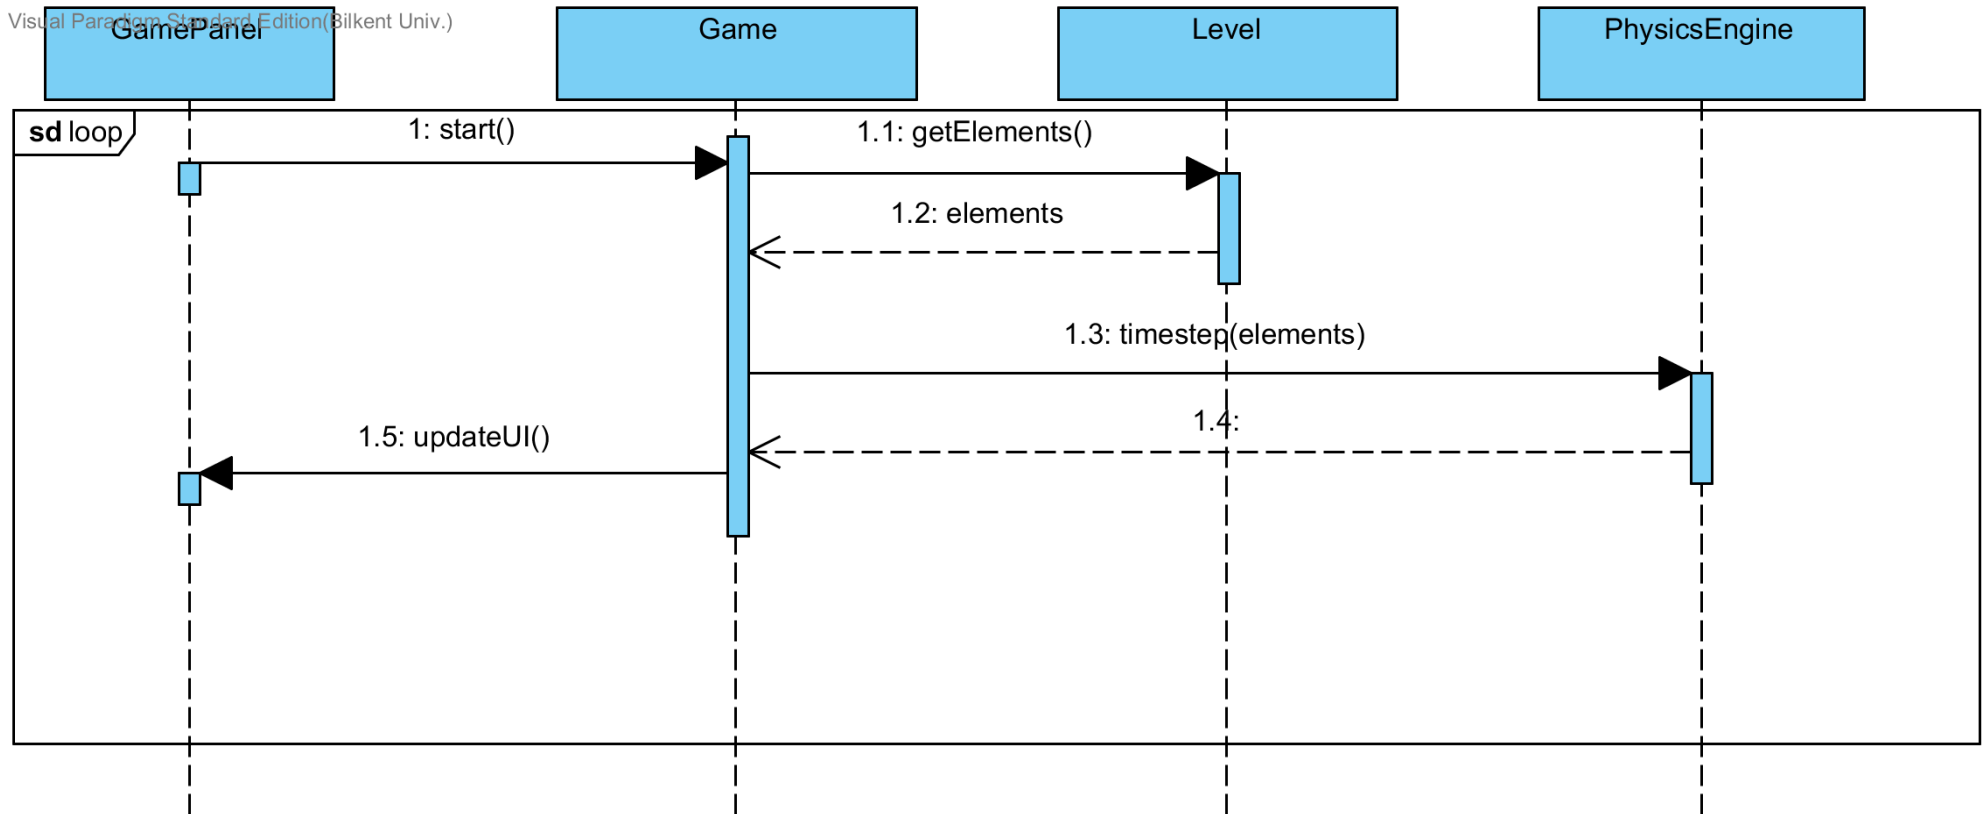 Visual Paradigm Standard Edition(Bilkent Univ.)
GamePanel
Game
Level
PhysicsEngine
sd loop
1: start()
1.1: getElements()
1.2: elements
1.3: timestep(elements)
1.4:
1.5: updateUI()